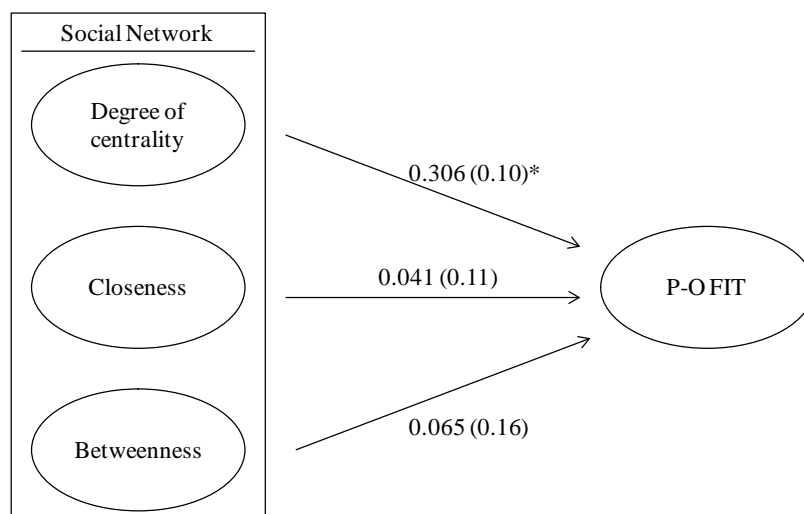 Social Network
Degree of
centrality
0.306 (0.10)*
Closeness
0.041 (0.11)
P-O FIT
Betweenness
0.065 (0.16)